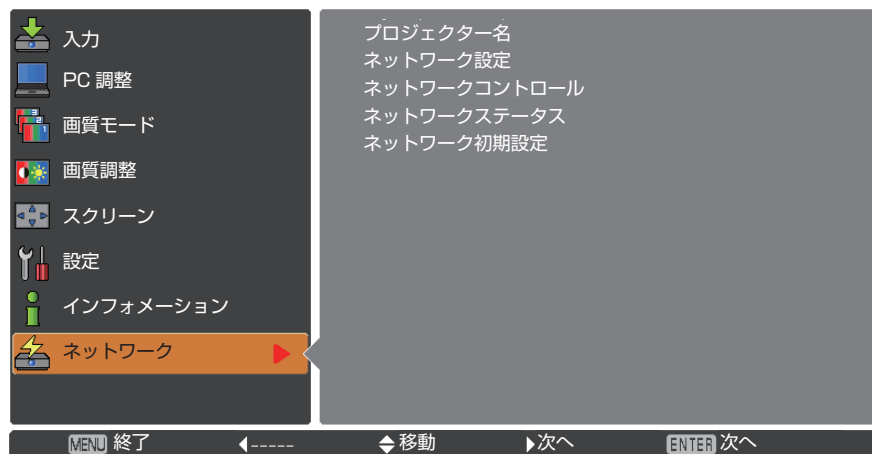 入力
PC 調整
画質モード
画質調整
スクリーン
設定
インフォメーション
ネットワーク
プロジェクター名
ネットワーク設定
ネットワークコントロール
ネットワークステータス
ネットワーク初期設定
MENU 終了 ◀----- ◆移動 ▶次へ ENTER 次へ